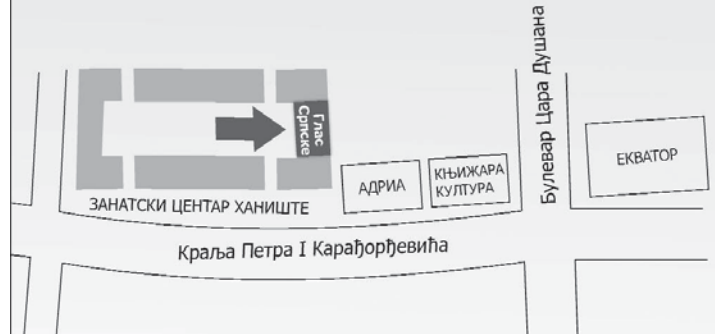 Булевар Цара Душана
Глас
Српске
ЕКВАТОР
АДРИА
КЊИЖАРА
КУЛТУРА
ЗАНАТСКИ ЦЕНТАР ХАНИШТЕ
Краља Петра I Карађорђевића